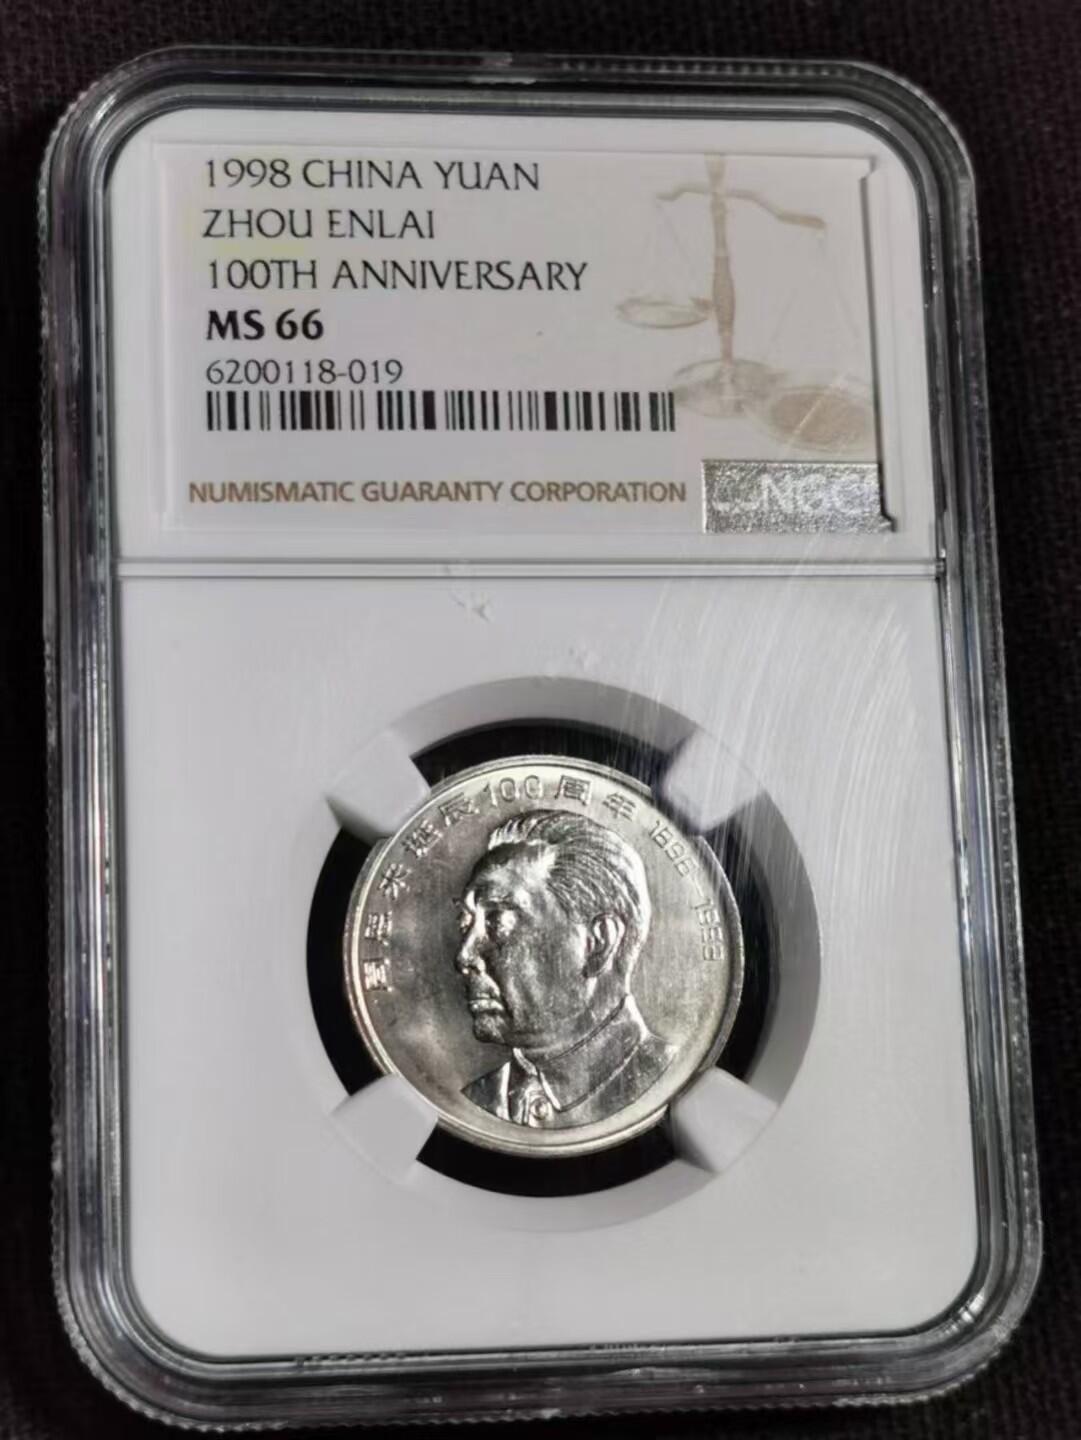 1998 CHINA YUAN
ZHOU ENLAI
100TH ANNIVERSARY
MS 66
6200118-019
NUMISMATIC GUARANTY CORPORATION
NGC
周恩来诞辰100周年 1898-1998